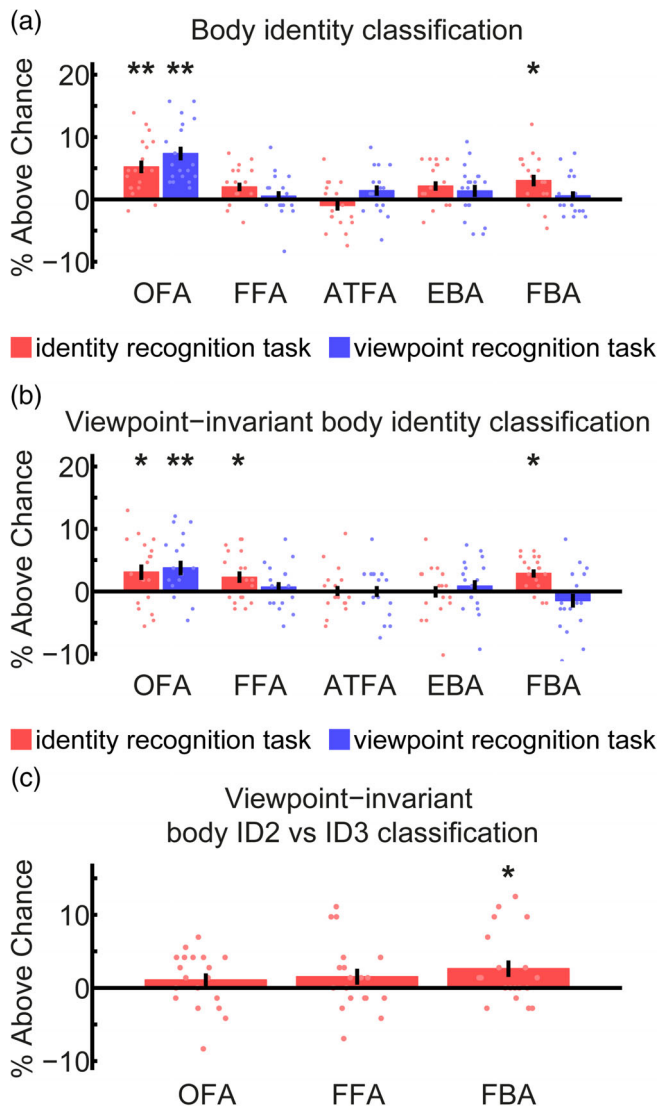 (a)
Body identity classification
** ** *
% Above Chance
20
10
0
−10
OFA FFA ATFA EBA FBA
identity recognition task viewpoint recognition task
(b)
Viewpoint−invariant body identity classification
* ** * *
% Above Chance
20
10
0
−10
OFA FFA ATFA EBA FBA
identity recognition task viewpoint recognition task
(c)
Viewpoint−invariant
body ID2 vs ID3 classification
*
% Above Chance
10
0
−10
OFA FFA FBA